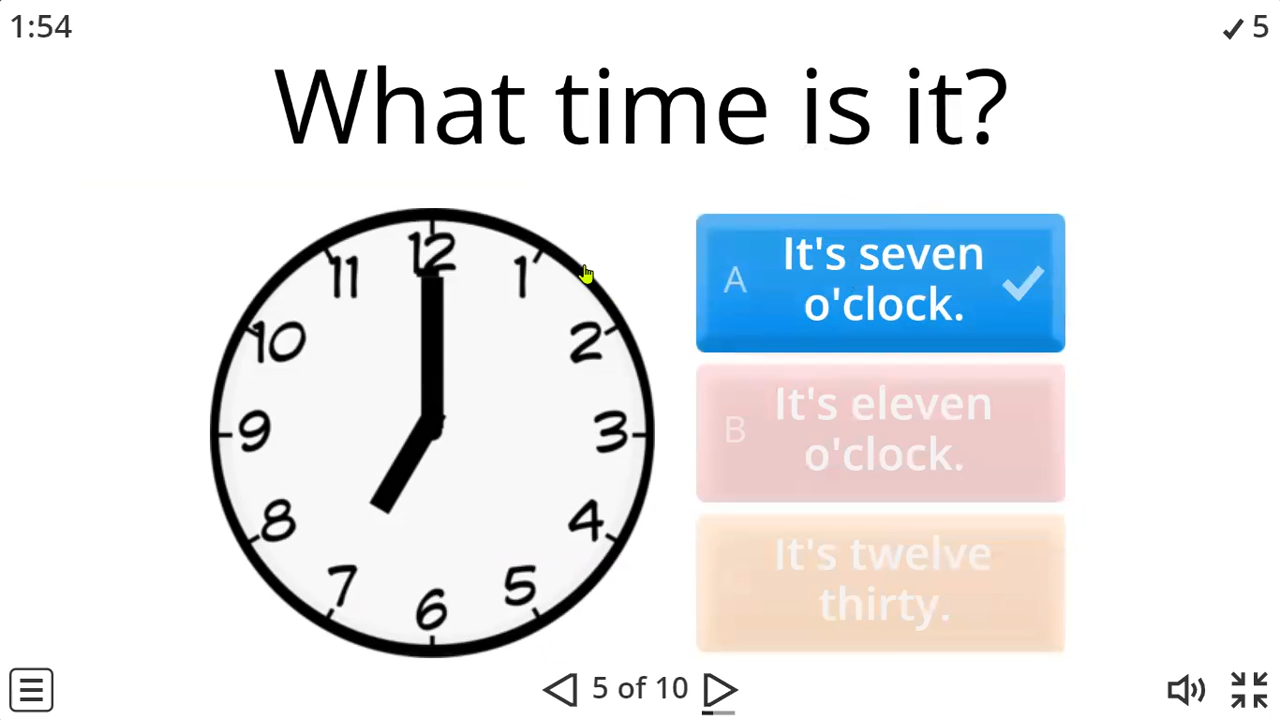 1:54
✓ 5
What time is it?
12
11
1
10
2
9
3
8
4
7
5
6
A
It's seven
o'clock.
B
It's eleven
o'clock.
It's twelve
thirty.
5 of 10